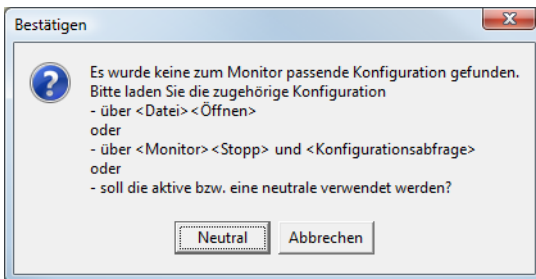 Bestätigen
Es wurde keine zum Monitor passende Konfiguration gefunden.
Bitte laden Sie die zugehörige Konfiguration
- über <Datei><Öffnen>
oder
- über <Monitor><Stopp> und <Konfigurationsabfrage>
oder
- soll die aktive bzw. eine neutrale verwendet werden?
Neutral
Abbrechen